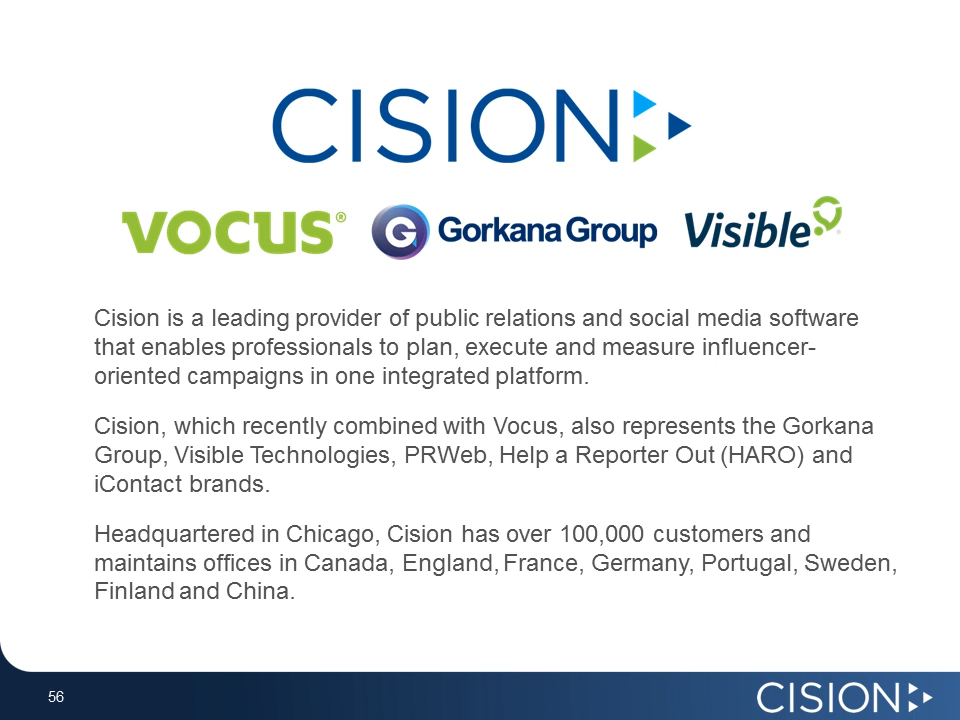 CISION
VOCUS®
G Gorkana Group
Visible®
Cision is a leading provider of public relations and social media software
that enables professionals to plan, execute and measure influencer-
oriented campaigns in one integrated platform.
Cision, which recently combined with Vocus, also represents the Gorkana
Group, Visible Technologies, PRWeb, Help a Reporter Out (HARO) and
iContact brands.
Headquartered in Chicago, Cision has over 100,000 customers and
maintains offices in Canada, England, France, Germany, Portugal, Sweden,
Finland and China.
56
CISION